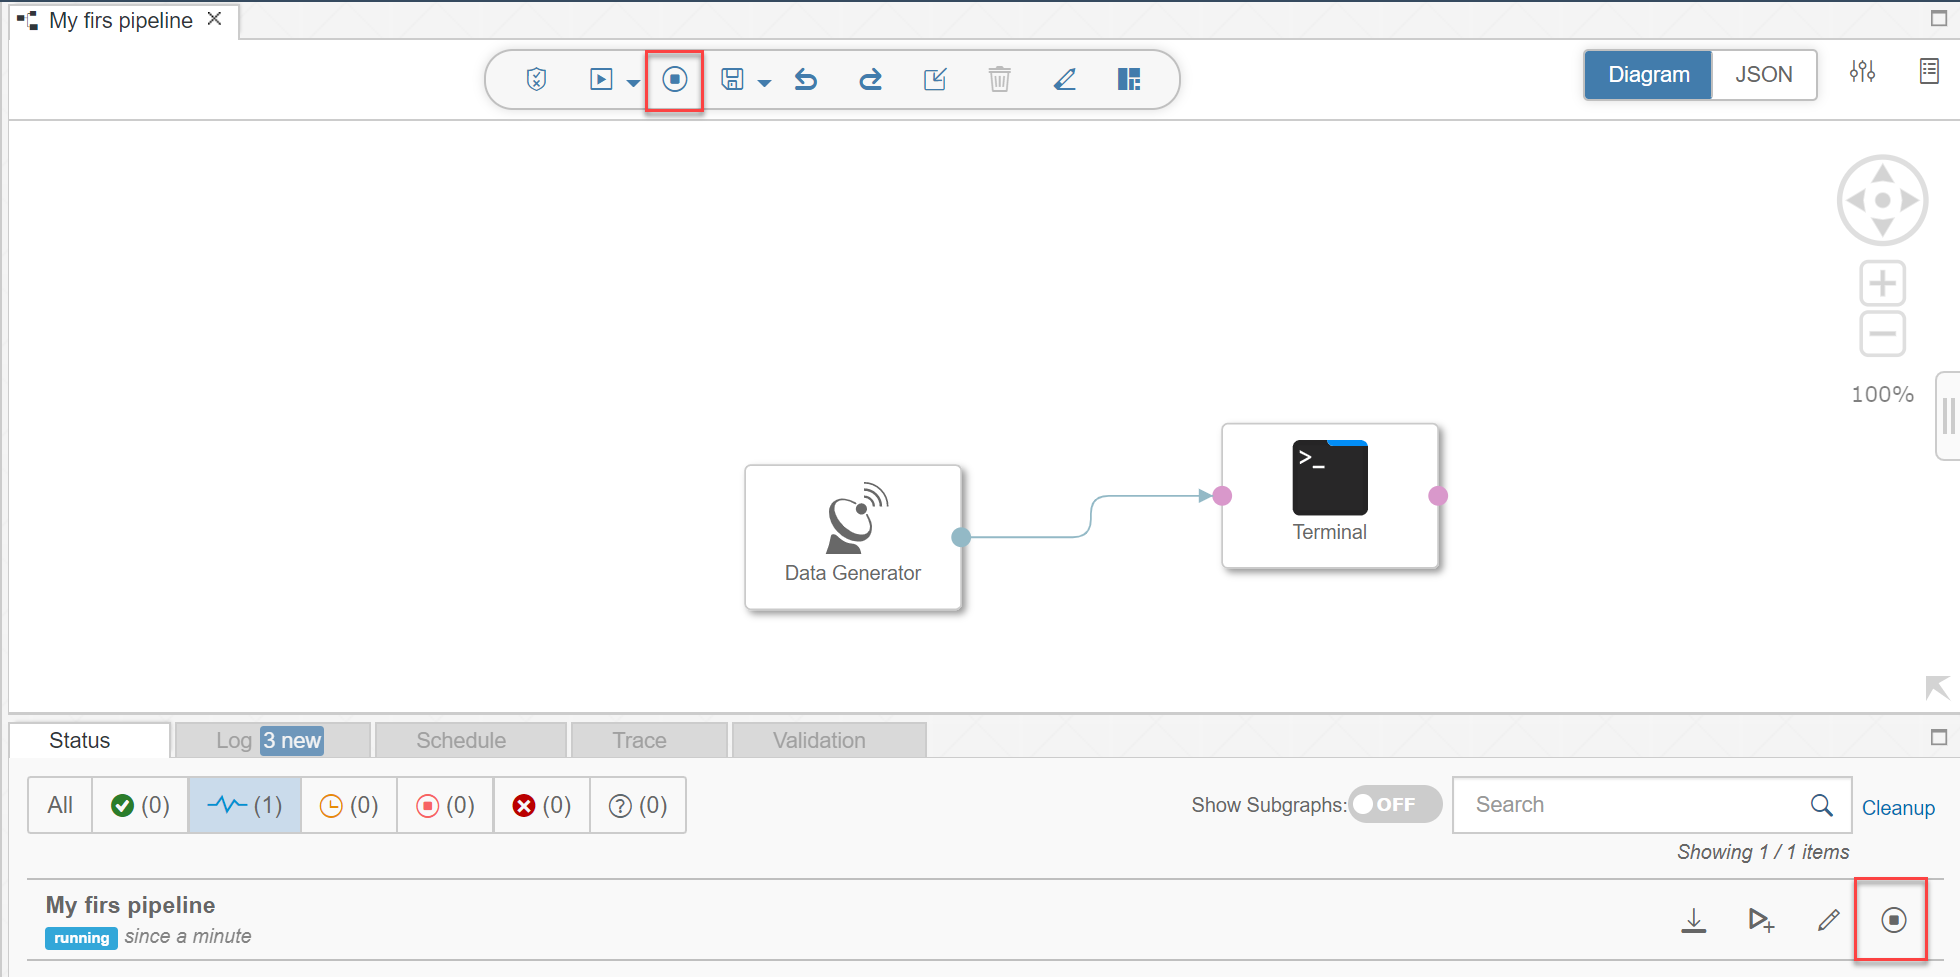 My firs pipeline
Diagram JSON
100%
>_
Terminal
Data Generator
Status Log 3 new Schedule Trace Validation
All (0) (1) (0) (0) (0) ? (0) Show Subgraphs: OFF Search Cleanup
Showing 1 / 1 items
My firs pipeline
running since a minute